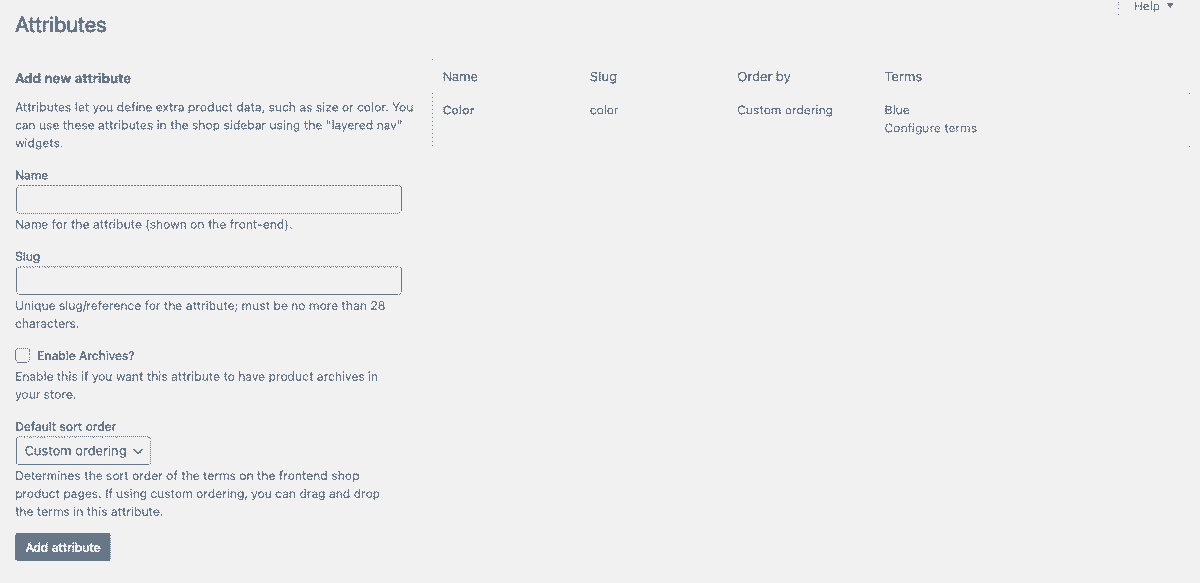 Help
Attributes
Add new attribute
Attributes let you define extra product data, such as size or color. You
can use these attributes in the shop sidebar using the "layered nav"
widgets.
Name
Name for the attribute (shown on the front-end).
Slug
Unique slug/reference for the attribute; must be no more than 28
characters.
Enable Archives?
Enable this if you want this attribute to have product archives in
your store.
Default sort order
Custom ordering
Determines the sort order of the terms on the frontend shop
product pages. If using custom ordering, you can drag and drop
the terms in this attribute.
Add attribute
Name Slug Order by Terms
Color color Custom ordering Blue
Configure terms